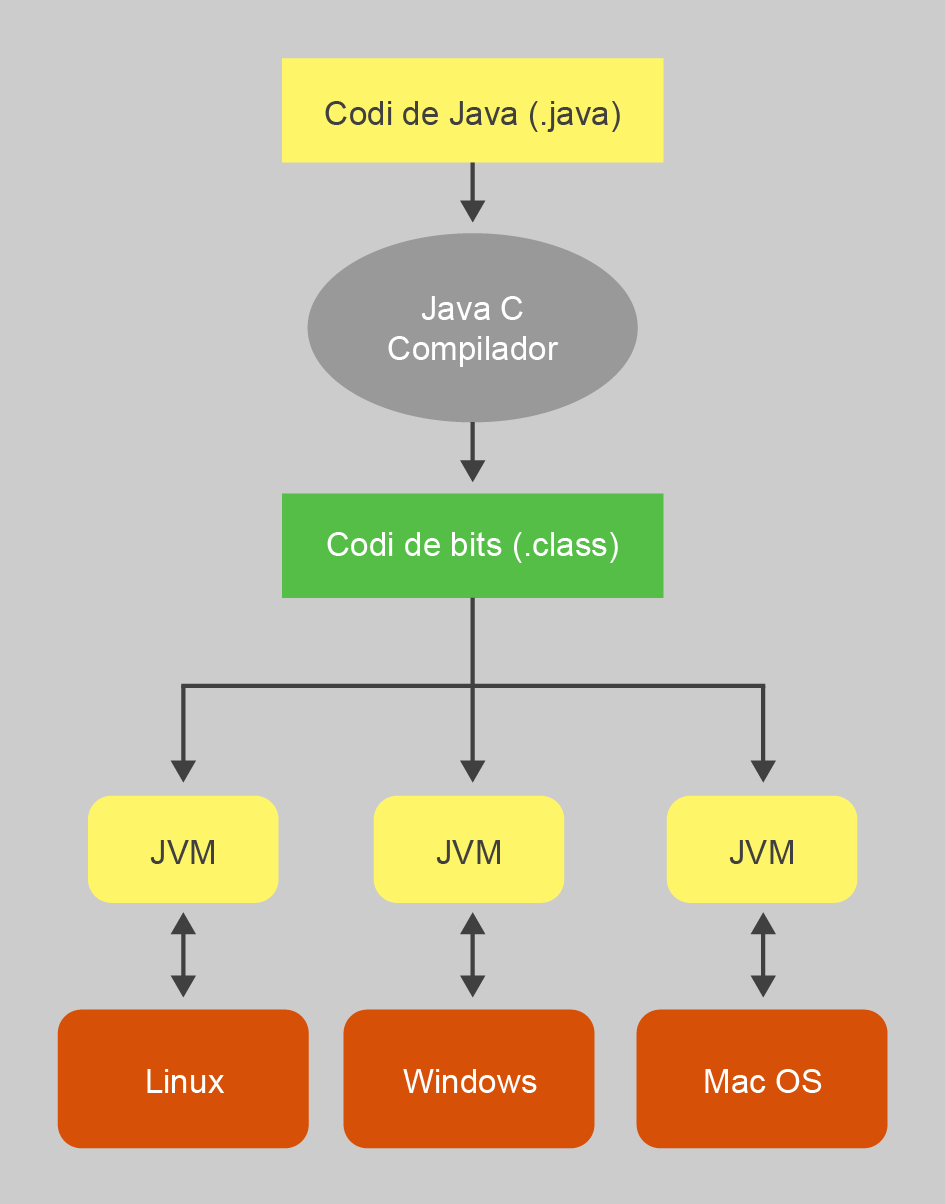 Codi de Java (.java)
Java C
Compilador
Codi de bits (.class)
JVM
JVM
JVM
Linux
Windows
Mac OS